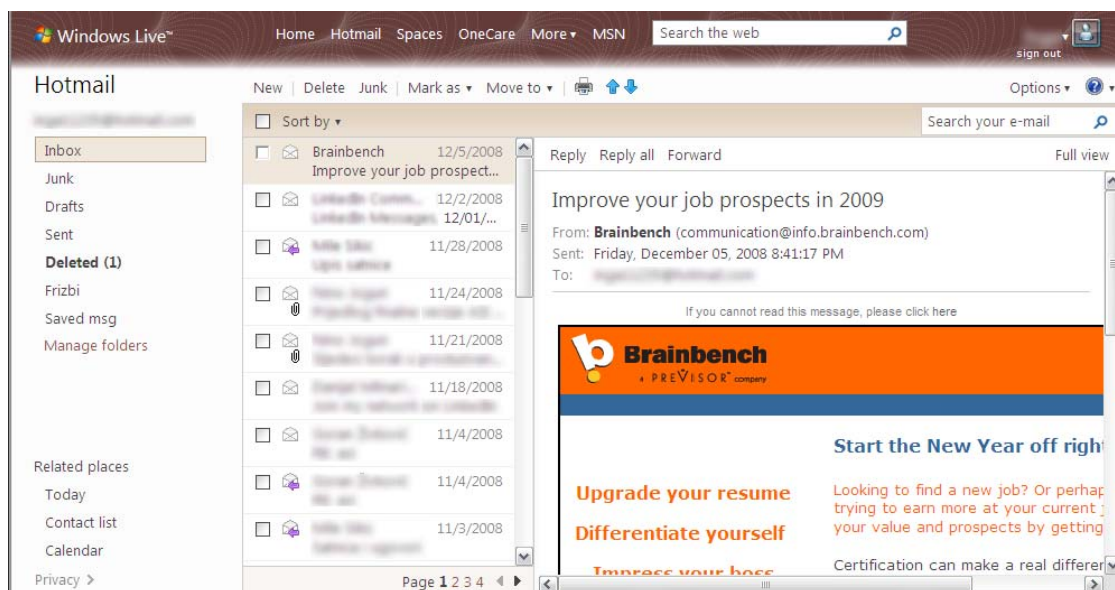 Windows Live™
Home Hotmail Spaces OneCare More MSN Search the web
sign out
Hotmail
New | Delete Junk | Mark as Move to
Options
Sort by
Search your e-mail
Inbox
Junk
Drafts
Sent
Deleted (1)
Frizbi
Saved msg
Manage folders
Related places
Today
Contact list
Calendar
Privacy
Brainbench 12/5/2008
Improve your job prospect...
12/2/2008
12/01/...
11/28/2008
11/24/2008
11/21/2008
11/18/2008
11/4/2008
11/4/2008
11/3/2008
Page 1 2 3 4
Reply Reply all Forward Full view
Improve your job prospects in 2009
From: Brainbench (communication@info.brainbench.com)
Sent: Friday, December 05, 2008 8:41:17 PM
To:
If you cannot read this message, please click here
Brainbench
A PREVISOR company
Start the New Year off right
Upgrade your resume
Differentiate yourself
Impress your boss
Looking to find a new job? Or perhap
trying to earn more at your current
your value and prospects by getting
Certification can make a real differen